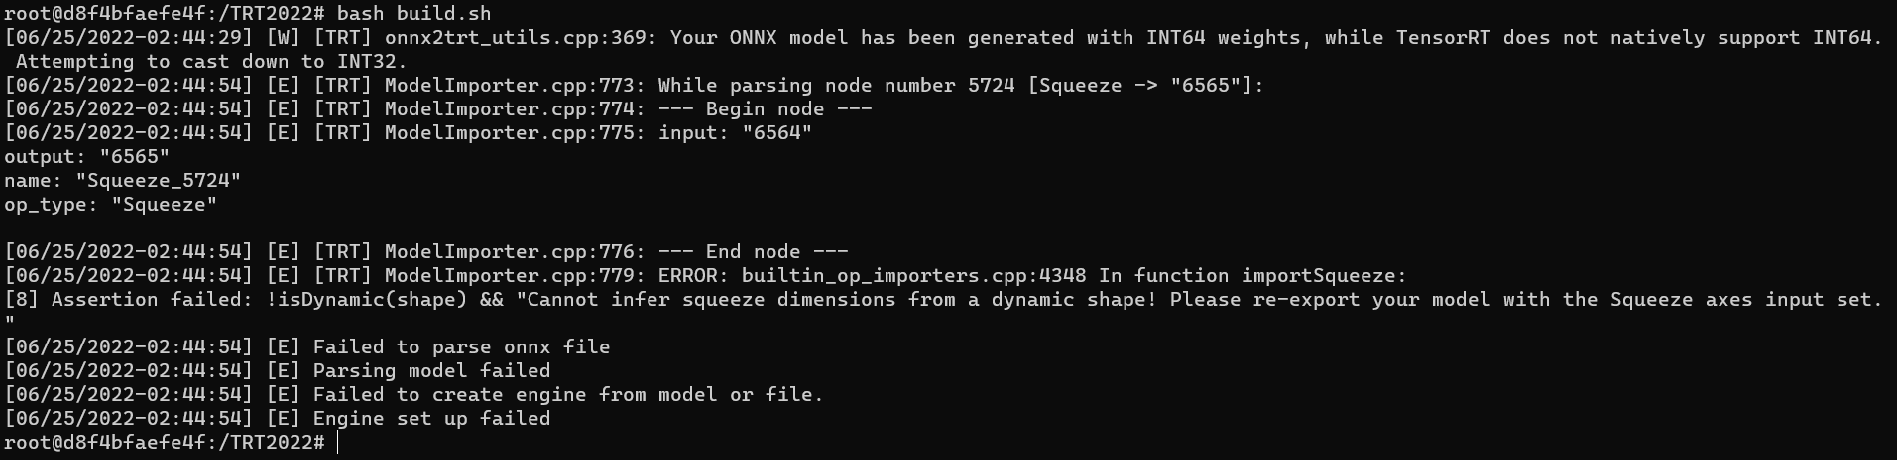 root@d8f4bfaefe4f:/TRT2022# bash build.sh
[06/25/2022-02:44:29] [W] [TRT] onnx2trt_utils.cpp:369: Your ONNX model has been generated with INT64 weights, while TensorRT does not natively support INT64.
 Attempting to cast down to INT32.
[06/25/2022-02:44:54] [E] [TRT] ModelImporter.cpp:773: While parsing node number 5724 [Squeeze -> "6565"]:
[06/25/2022-02:44:54] [E] [TRT] ModelImporter.cpp:774: --- Begin node ---
[06/25/2022-02:44:54] [E] [TRT] ModelImporter.cpp:775: input: "6564"
output: "6565"
name: "Squeeze_5724"
op_type: "Squeeze"
[06/25/2022-02:44:54] [E] [TRT] ModelImporter.cpp:776: --- End node ---
[06/25/2022-02:44:54] [E] [TRT] ModelImporter.cpp:779: ERROR: builtin_op_importers.cpp:4348 In function importSqueeze:
[8] Assertion failed: !isDynamic(shape) && "Cannot infer squeeze dimensions from a dynamic shape! Please re-export your model with the Squeeze axes input set.
"
[06/25/2022-02:44:54] [E] Failed to parse onnx file
[06/25/2022-02:44:54] [E] Parsing model failed
[06/25/2022-02:44:54] [E] Failed to create engine from model or file.
[06/25/2022-02:44:54] [E] Engine set up failed
root@d8f4bfaefe4f:/TRT2022#